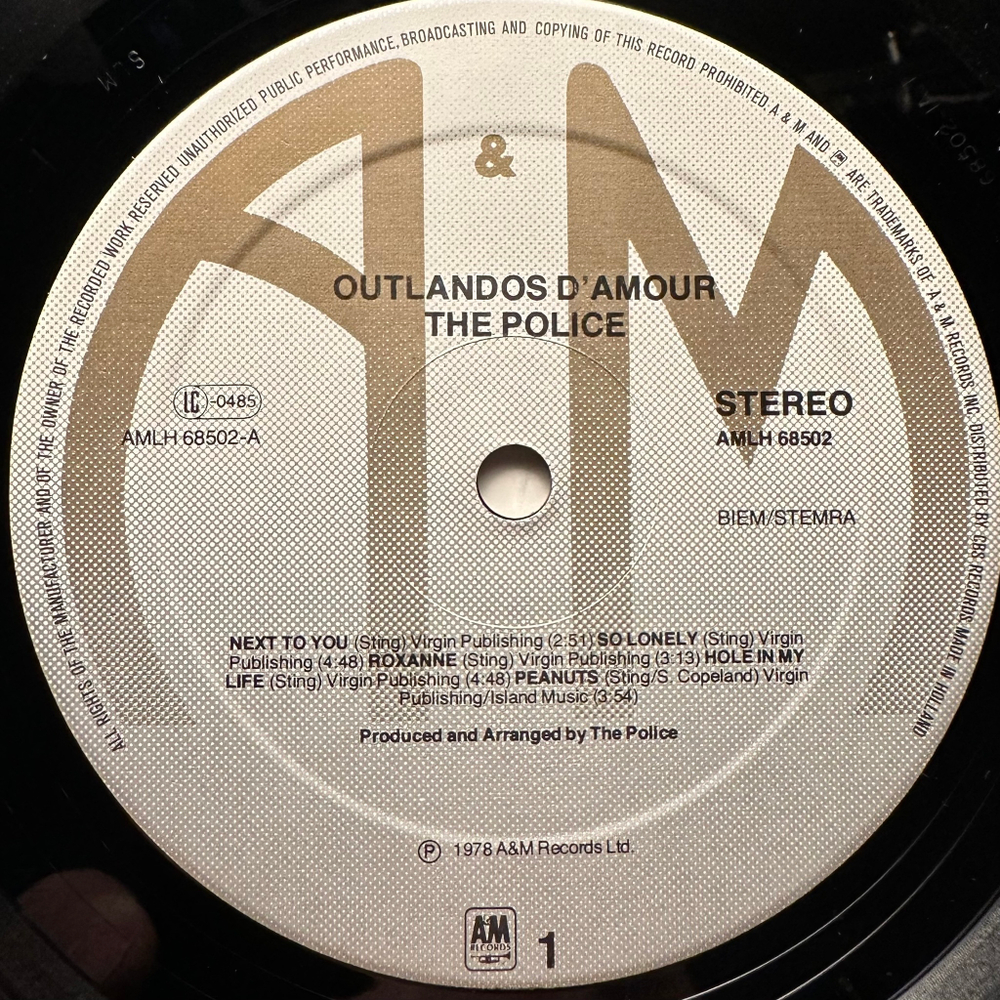 ALL RIGHTS OF THE MANUFACTURER AND OF THE OWNER OF THE RECORDED WORK RESERVED UNAUTHORIZED PUBLIC PERFORMANCE, BROADCASTING AND COPYING OF THIS RECORD PROHIBITED. A & M AND AM ARE TRADEMARKS OF A & M RECORDS INC. DISTRIBUTED BY CBS RECORDS. MADE IN HOLLAND
A & M
OUTLANDOS D'AMOUR
THE POLICE
LC-0485
AMLH 68502-A
STEREO
AMLH 68502
BIEM/STEMRA
NEXT TO YOU (Sting) Virgin Publishing (2:51) SO LONELY (Sting) Virgin
Publishing (4:48) ROXANNE (Sting) Virgin Publishing (3:13) HOLE IN MY
LIFE (Sting) Virgin Publishing (4:48) PEANUTS (Sting/S. Copeland) Virgin
Publishing/Island Music (3:54)
Produced and Arranged by The Police
Ⓟ 1978 A&M Records Ltd.
A&M
RECORDS
1